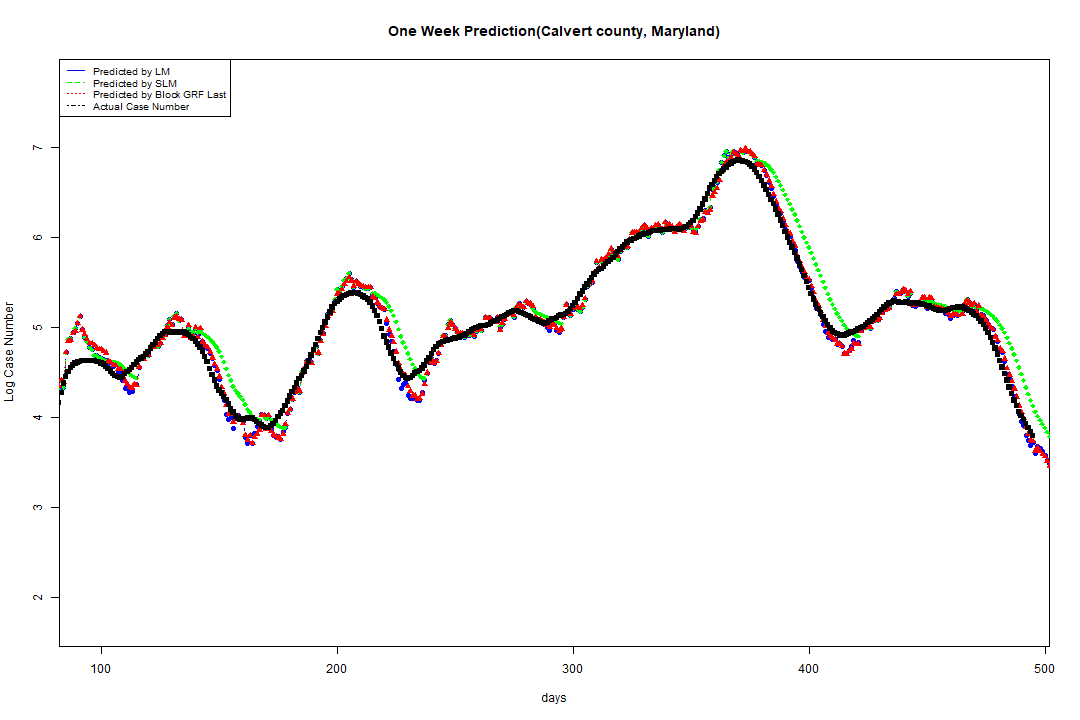 One Week Prediction(Calvert county, Maryland)
Predicted by LM
Predicted by SLM
Predicted by Block GRF Last
Actual Case Number
7
6
5
4
3
2
Log Case Number
100 200 300 400 500
days